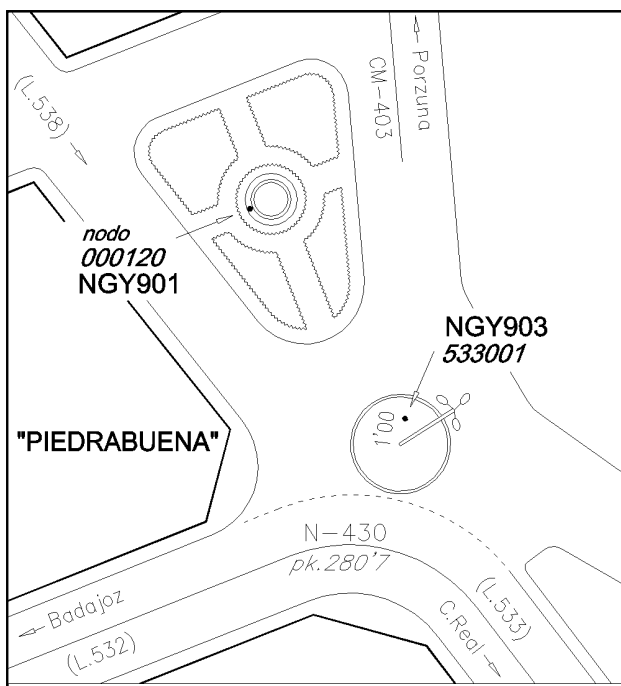 Porzuna
CM-403
(L.538)
nodo
000120
NGY901
NGY903
533001
1'00
"PIEDRABUENA"
N-430
pk.280'7
Badajoz
(L.532)
(L.533)
C.Real